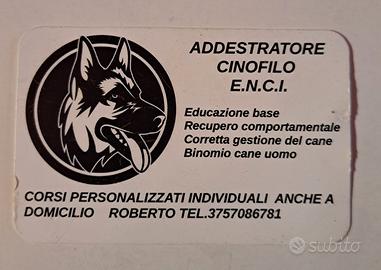 ADDESTRATORE
CINOFILO
E.N.C.I.
Educazione base
Recupero comportamentale
Corretta gestione del cane
Binomio cane uomo
CORSI PERSONALIZZATI INDIVIDUALI ANCHE A
DOMICILIO ROBERTO TEL.3757086781
subito